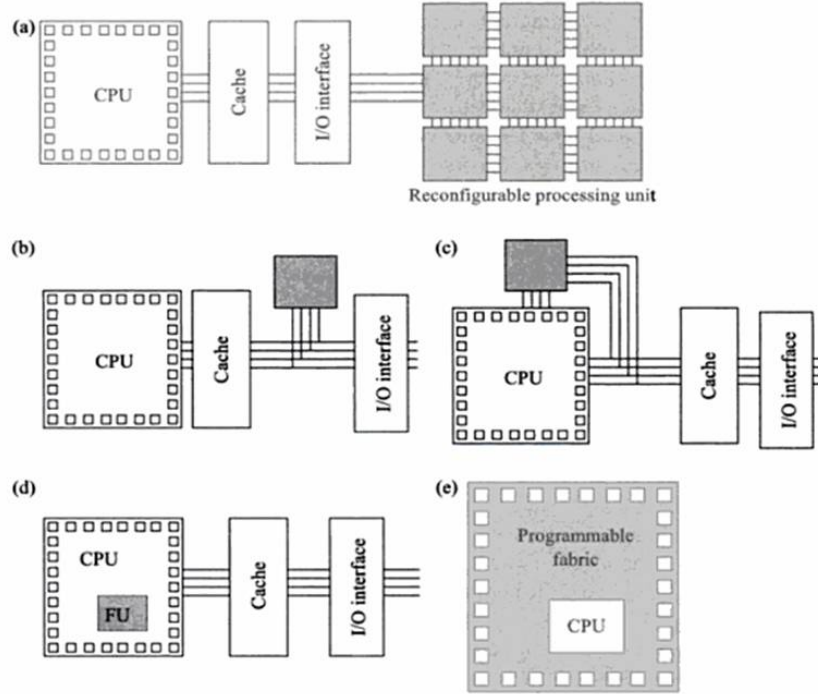 (a)
CPU
Cache
I/O interface
Reconfigurable processing unit
(b)
CPU
Cache
I/O interface
(c)
CPU
Cache
I/O interface
(d)
CPU
FU
Cache
I/O interface
(e)
Programmable
fabric
CPU